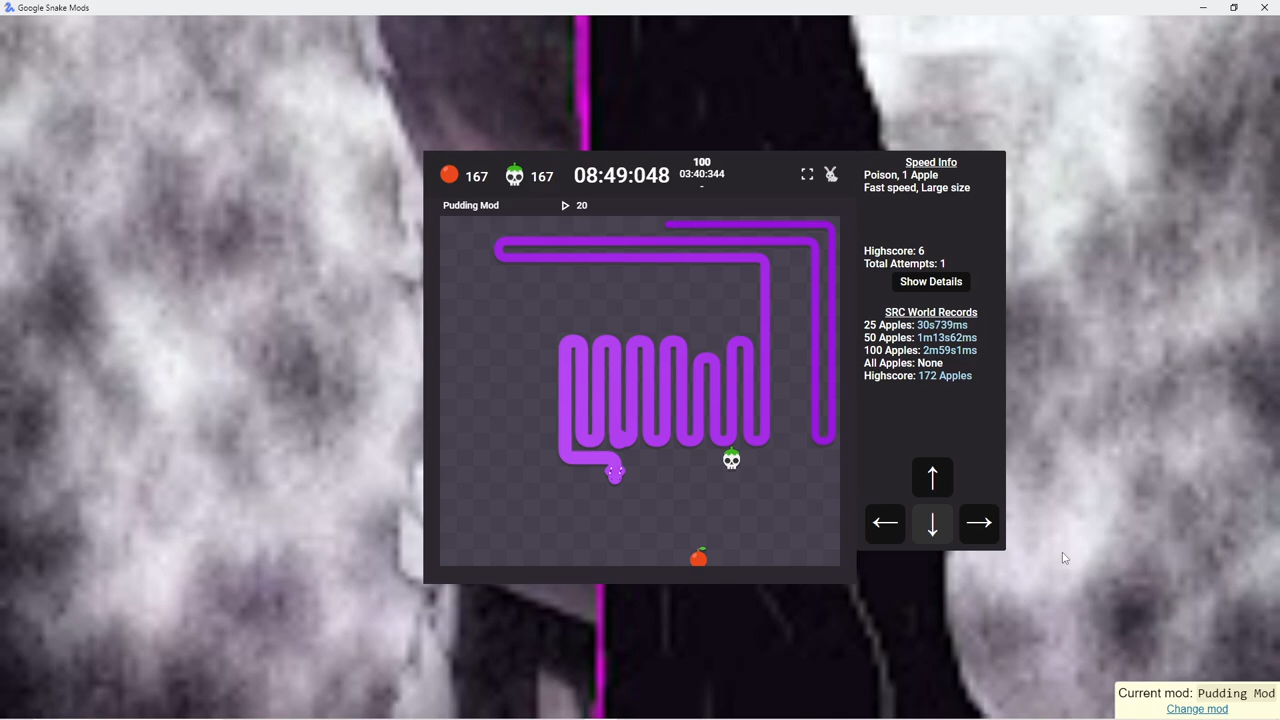 Google Snake Mods
167
167
08:49:048
100
03:40:344
-
Pudding Mod
20
Speed Info
Poison, 1 Apple
Fast speed, Large size
Highscore: 6
Total Attempts: 1
Show Details
SRC World Records
25 Apples: 30s739ms
50 Apples: 1m13s62ms
100 Apples: 2m59s1ms
All Apples: None
Highscore: 172 Apples
↑
← ↓ →
Current mod: Pudding Mod
Change mod